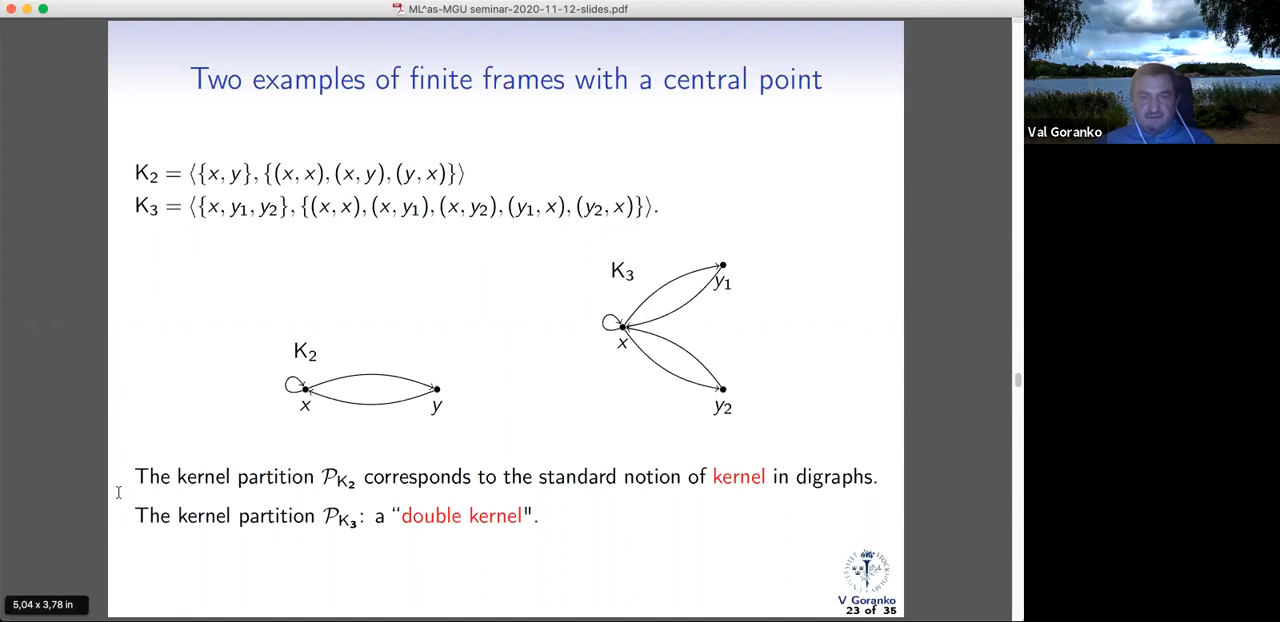 ML^as-MGU seminar-2020-11-12-slides.pdf
Two examples of finite frames with a central point
K₂ = ⟨{x, y}, {(x, x), (x, y), (y, x)}⟩
K₃ = ⟨{x, y₁, y₂}, {(x, x), (x, y₁), (x, y₂), (y₁, x), (y₂, x)}⟩.
K₃
y₁
x
y₂
K₂
x
y
The kernel partition 𝒫K₂ corresponds to the standard notion of kernel in digraphs.
The kernel partition 𝒫K₃: a “double kernel".
V Goranko
23 of 35
5,04 x 3,78 in
Val Goranko